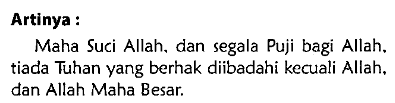 Artinya :
Maha Suci Allah, dan segala Puji bagi Allah,
tiada Tuhan yang berhak diibadahi kecuali Allah,
dan Allah Maha Besar.